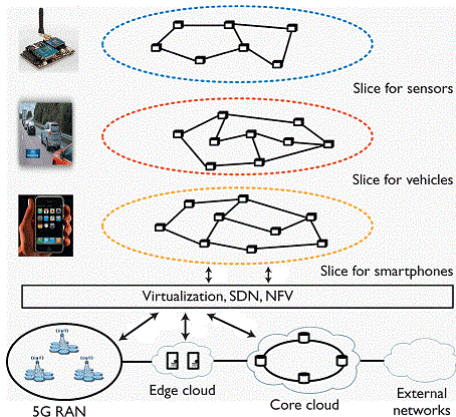 Slice for sensors
Slice for vehicles
Slice for smartphones
Virtualization, SDN, NFV
5G RAN
Edge cloud
Core cloud
External
networks